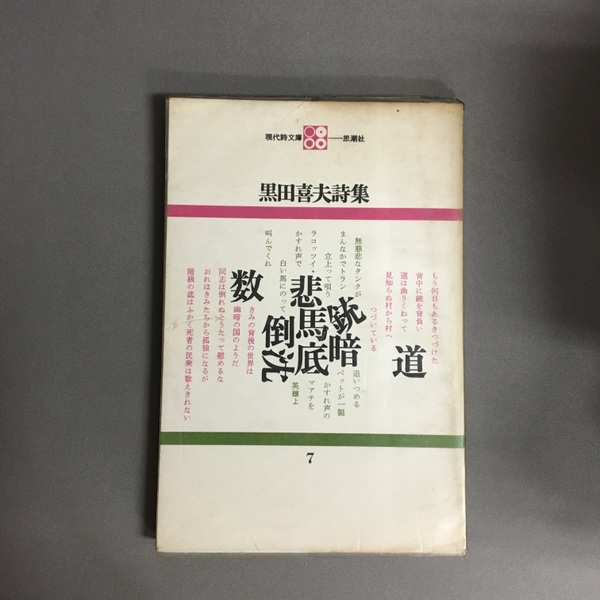 現代詩文庫 思潮社
黒田喜夫詩集
もう何日もあるきつづけた
背中に銃を背負い
道は曲りくねって
見知らぬ村から村へ
つづいている
道
追いつめる
無慈悲なタンクが
ペットが一挺
まんなかでトラン
かすれ声の
立上って唄う
マアチを
ラコッツイ・
英雄よ
かすれ声で
白い馬にのって
叫んでくれ
銃暗
悲馬底
倒沈
数
きみの背後の世界は
幽暗の国のようだ
同志は倒れぬとうたって慰めるな
おれはきみたちから孤独になるが
階級の底はふかく死者の民衆は数えきれない
7